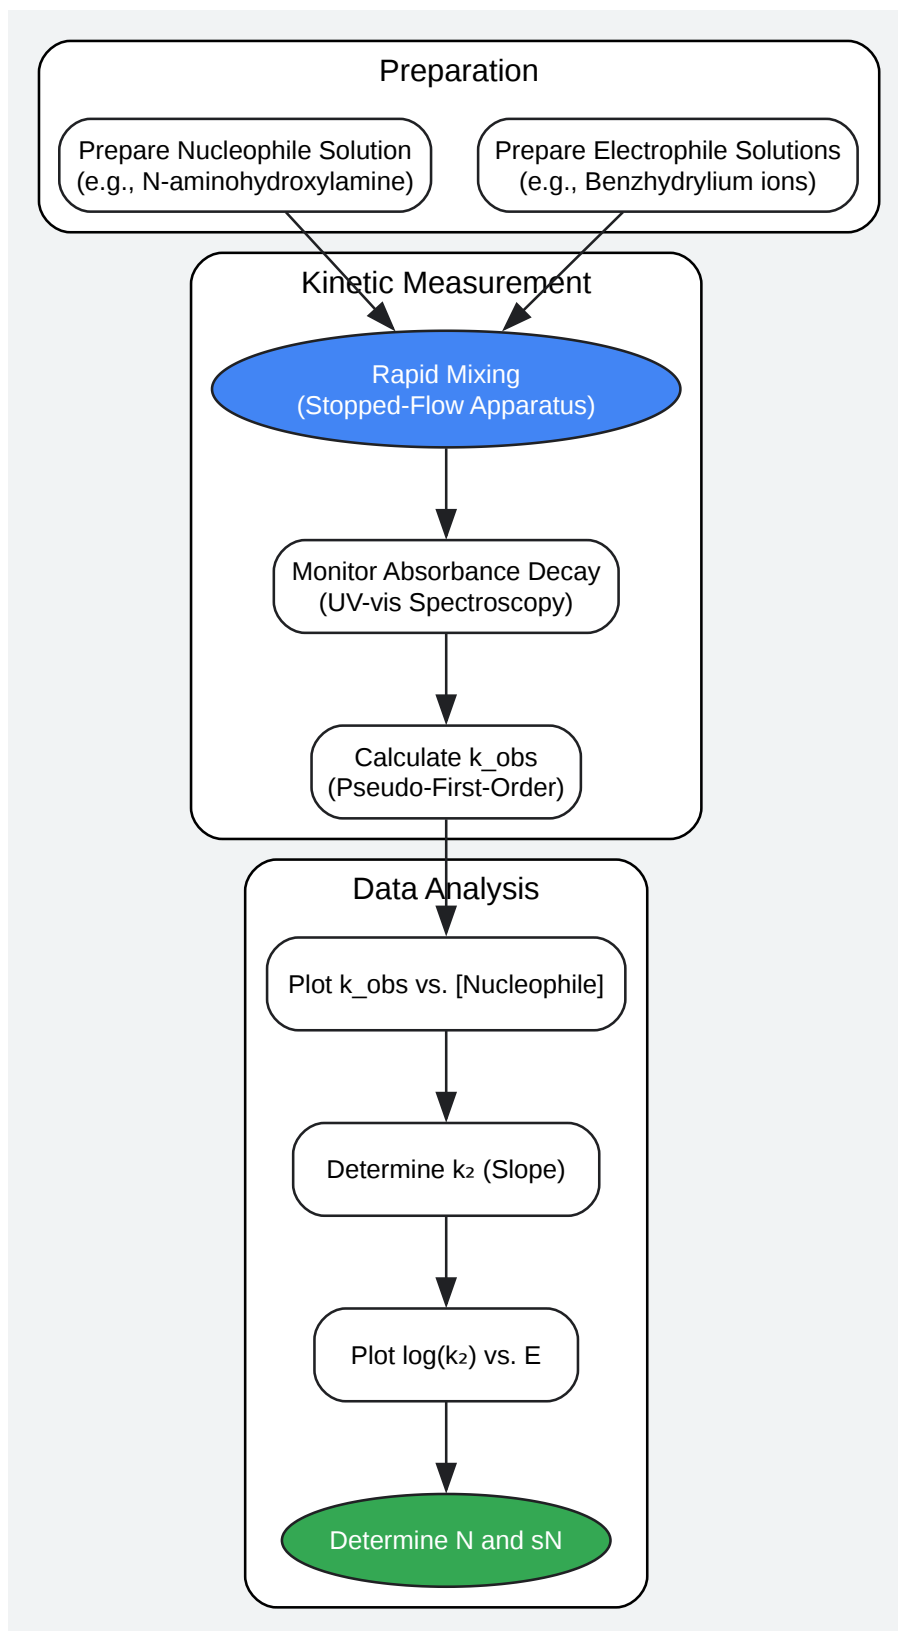 Preparation
Prepare Nucleophile Solution
(e.g., N-aminohydroxylamine)
Prepare Electrophile Solutions
(e.g., Benzhydrylium ions)
Kinetic Measurement
Rapid Mixing
(Stopped-Flow Apparatus)
Monitor Absorbance Decay
(UV-vis Spectroscopy)
Calculate k_obs
(Pseudo-First-Order)
Data Analysis
Plot k_obs vs. [Nucleophile]
Determine k₂ (Slope)
Plot log(k₂) vs. E
Determine N and sN